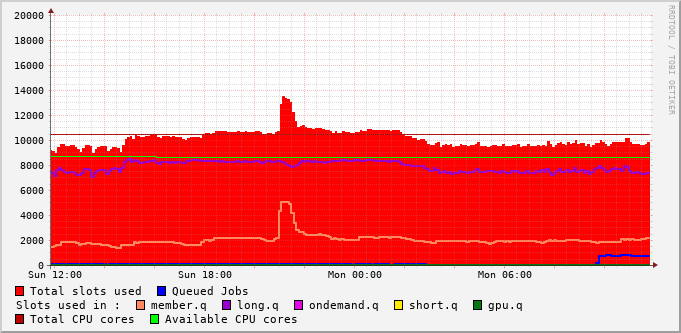 20000
18000
16000
14000
12000
10000
8000
6000
4000
2000
0
Sun 12:00 Sun 18:00 Mon 00:00 Mon 06:00
Total slots used Queued Jobs
Slots used in : member.q long.q ondemand.q short.q gpu.q
Total CPU cores Available CPU cores
RRDTOOL / TOBI OETIKER